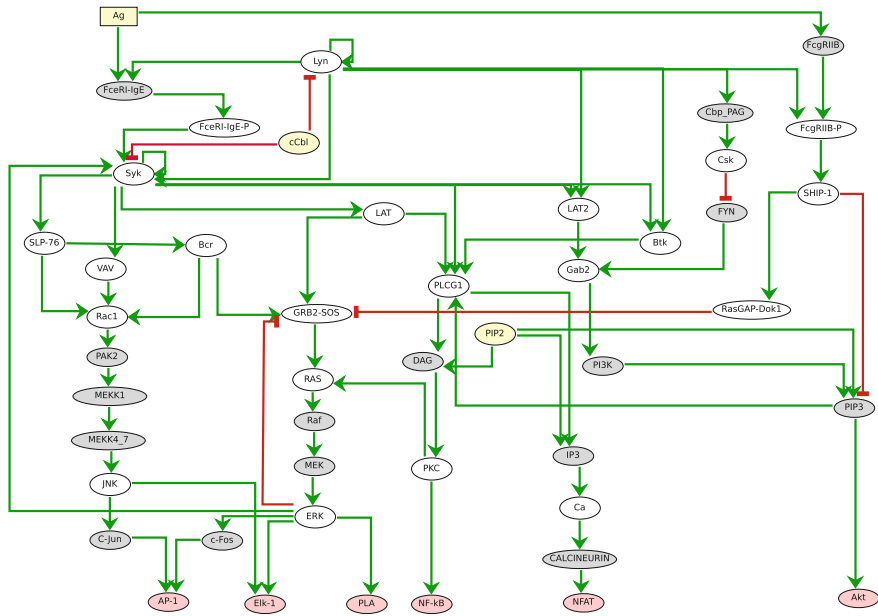 Ag
FcgRIIB
Lyn
FceRI-IgE
Cbp_PAG
FceRI-IgE-P
FcgRIIB-P
cCbl
Csk
Syk
SHIP-1
LAT
LAT2
FYN
SLP-76
Bcr
Btk
VAV
Gab2
PLCG1
Rac1
GRB2-SOS
RasGAP-Dok1
PIP2
PAK2
DAG
PI3K
RAS
MEKK1
PIP3
Raf
MEKK4_7
IP3
MEK
PKC
JNK
Ca
ERK
C-Jun
c-Fos
CALCINEURIN
AP-1
Elk-1
PLA
NF-kB
NFAT
Akt